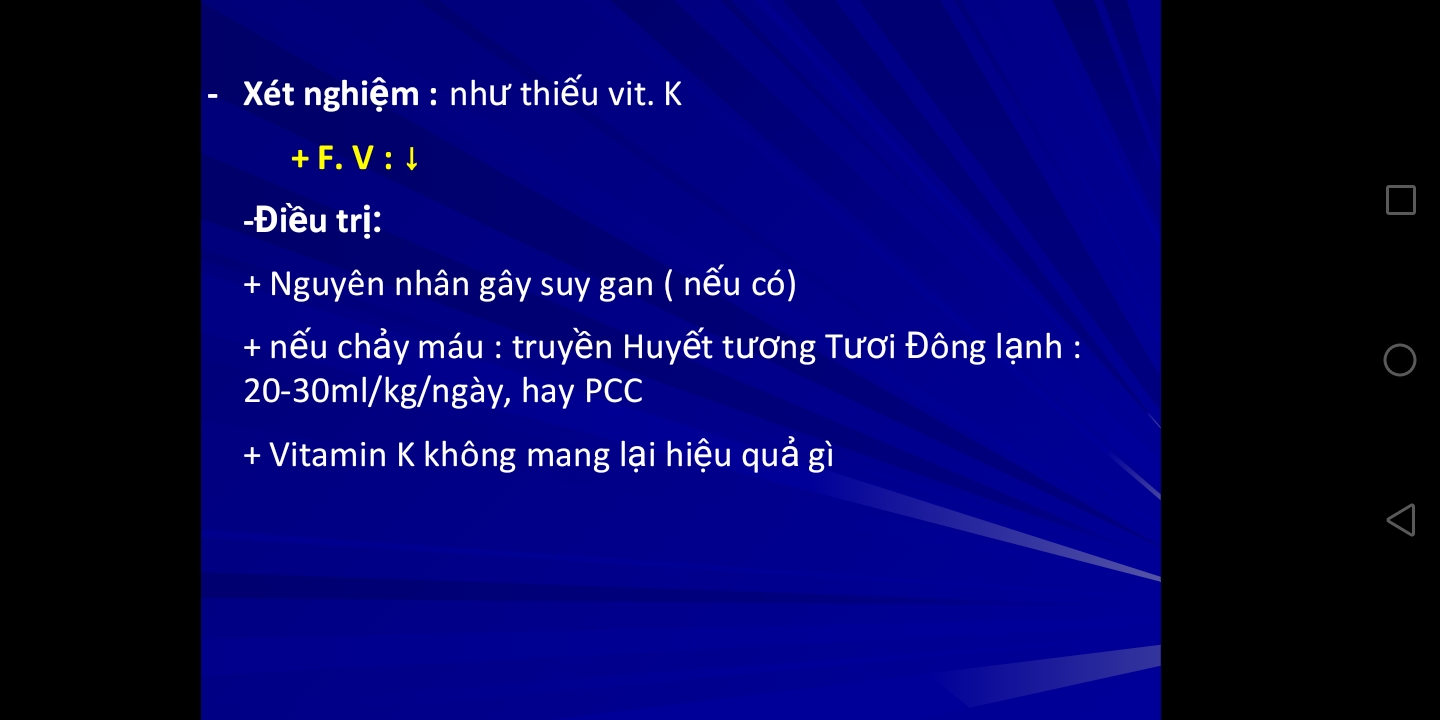 - Xét nghiệm : như thiếu vit. K
+ F. V : ↓
-Điều trị:
+ Nguyên nhân gây suy gan ( nếu có)
+ nếu chảy máu : truyền Huyết tương Tươi Đông lạnh :
20-30ml/kg/ngày, hay PCC
+ Vitamin K không mang lại hiệu quả gì